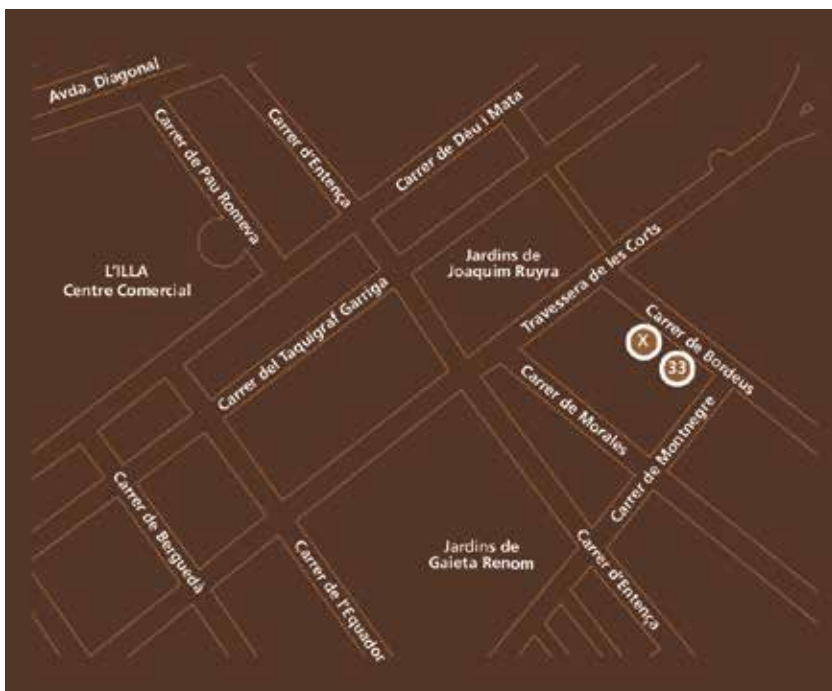 Avda. Diagonal
Carrer de Pau Romeva
Carrer d'Entença
Carrer de Dèu i Mata
L'ILLA
Centre Comercial
Jardins de
Joaquim Ruyra
Travessera de les Corts
Carrer del Taquígraf Garriga
Carrer de Bordeus
X
33
Carrer de Morales
Carrer de Montnegre
Carrer de Berguedà
Carrer de l'Equador
Jardins de
Gaieta Renom
Carrer d'Entença